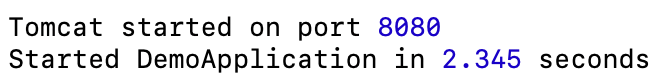 Tomcat started on port 8080
Started DemoApplication in 2.345 seconds